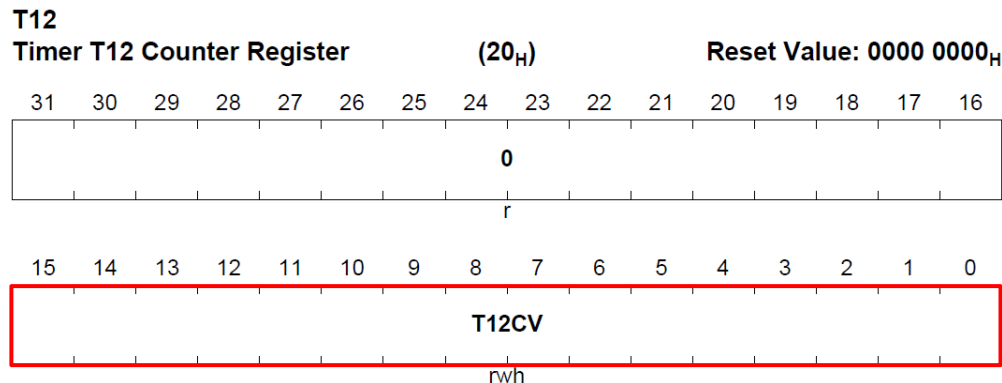 T12
Timer T12 Counter Register (20H) Reset Value: 0000 0000H
31 30 29 28 27 26 25 24 23 22 21 20 19 18 17 16
0
r
15 14 13 12 11 10 9 8 7 6 5 4 3 2 1 0
T12CV
rwh